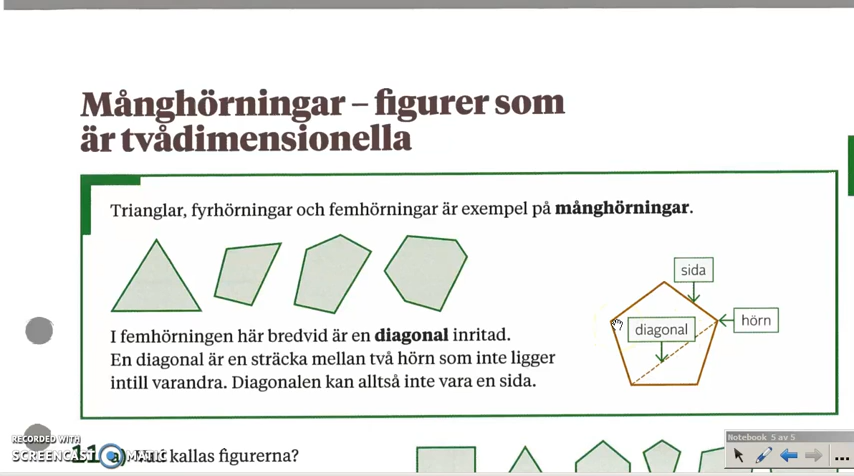 Månghörningar – figurer som
är tvådimensionella
Trianglar, fyrhörningar och femhörningar är exempel på månghörningar.
sida
hörn
diagonal
I femhörningen här bredvid är en diagonal inritad.
En diagonal är en sträcka mellan två hörn som inte ligger
intill varandra. Diagonalen kan alltså inte vara en sida.
RECORDED WITH
SCREENCAST MATIC
11 a) kallas figurerna?
Notebook 5 av 5